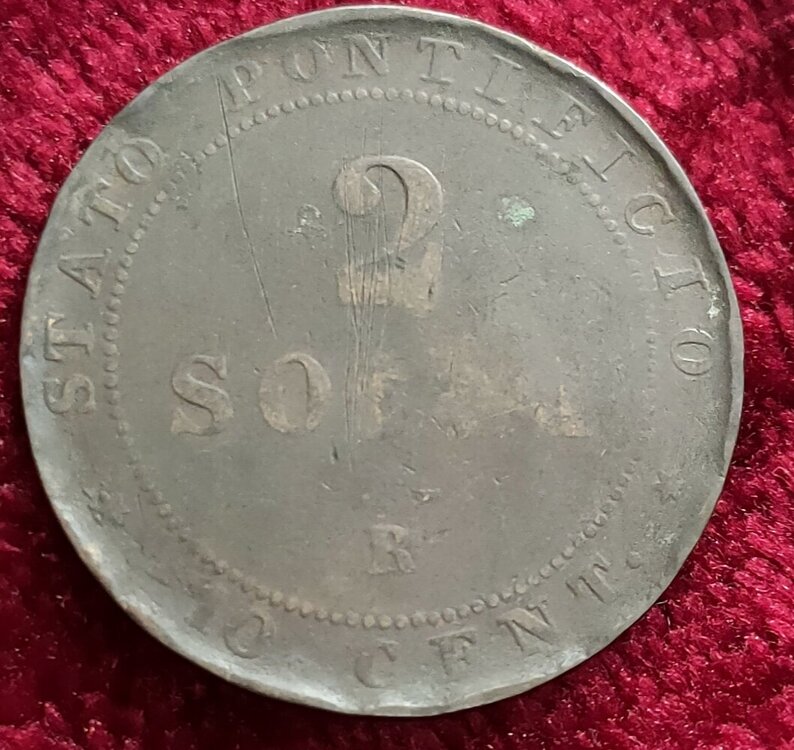 STATO PONTIFICIO
2
SOLDI
R
10 CENT.